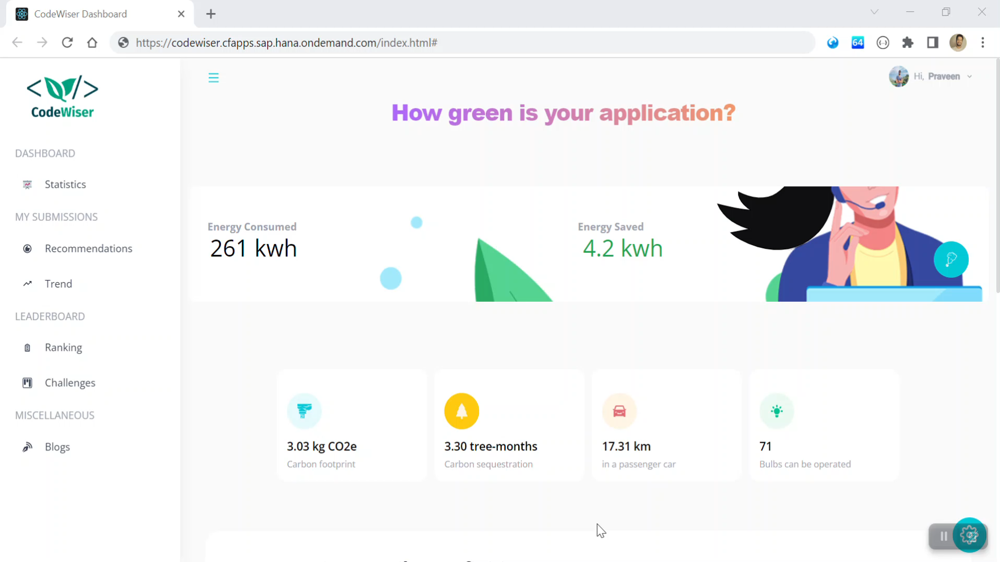 CodeWiser Dashboard
https://codewiser.cfapps.sap.hana.ondemand.com/index.html#
64
CodeWiser
Hi, Praveen
How green is your application?
DASHBOARD
Statistics
MY SUBMISSIONS
Recommendations
Trend
LEADERBOARD
Ranking
Challenges
MISCELLANEOUS
Blogs
Energy Consumed
261 kwh
Energy Saved
4.2 kwh
3.03 kg CO2e
Carbon footprint
3.30 tree-months
Carbon sequestration
17.31 km
in a passenger car
71
Bulbs can be operated